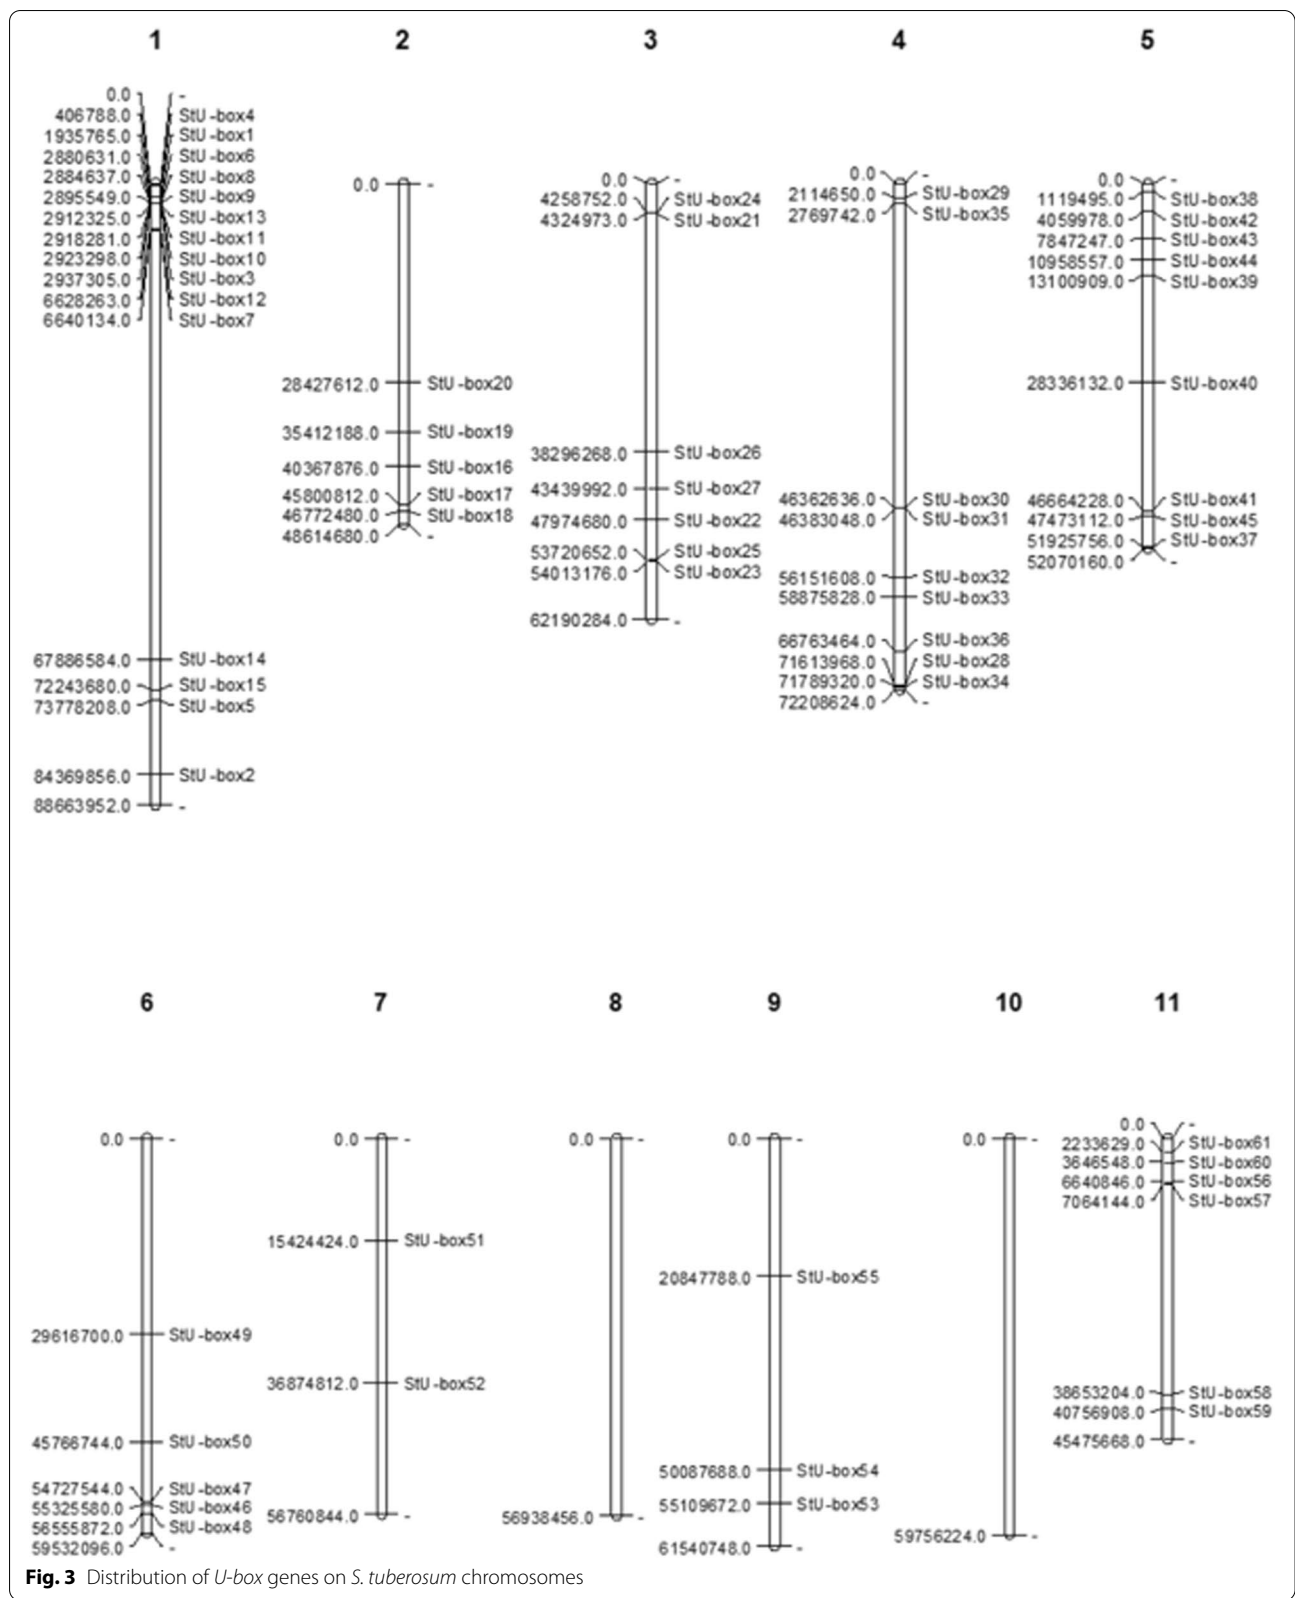 1 2 3 4 5
0.0 -
406788.0 StU-box4
1935765.0 StU-box1
2880631.0 StU-box6
2884637.0 StU-box8
2895549.0 StU-box9
2912325.0 StU-box13
2918281.0 StU-box11
2923298.0 StU-box10
2937305.0 StU-box3
6628263.0 StU-box12
6640134.0 StU-box7
67886584.0 StU-box14
72243680.0 StU-box15
73778208.0 StU-box5
84369856.0 StU-box2
88663952.0 -
0.0 -
28427612.0 StU-box20
35412188.0 StU-box19
40367876.0 StU-box16
45800812.0 StU-box17
46772480.0 StU-box18
48614680.0 -
0.0 -
4258752.0 StU-box24
4324973.0 StU-box21
38296268.0 StU-box26
43439992.0 StU-box27
47974680.0 StU-box22
53720652.0 StU-box25
54013176.0 StU-box23
62190284.0 -
0.0 -
2114650.0 StU-box29
2769742.0 StU-box35
46362636.0 StU-box30
46383048.0 StU-box31
56151608.0 StU-box32
58875828.0 StU-box33
66763464.0 StU-box36
71613968.0 StU-box28
71789320.0 StU-box34
72208624.0 -
0.0 -
1119495.0 StU-box38
4059978.0 StU-box42
7847247.0 StU-box43
10958557.0 StU-box44
13100909.0 StU-box39
28336132.0 StU-box40
46664228.0 StU-box41
47473112.0 StU-box45
51925756.0 StU-box37
52070160.0 -
6 7 8 9 10 11
0.0 -
29616700.0 StU-box49
45766744.0 StU-box50
54727544.0 StU-box47
55325580.0 StU-box46
56555872.0 StU-box48
59532096.0 -
0.0 -
15424424.0 StU-box51
36874812.0 StU-box52
56760844.0 -
0.0 -
56938456.0 -
0.0 -
20847788.0 StU-box55
50087688.0 StU-box54
55109672.0 StU-box53
61540748.0 -
0.0 -
59756224.0 -
0.0 -
2233629.0 StU-box61
3646548.0 StU-box60
6640846.0 StU-box56
7064144.0 StU-box57
38653204.0 StU-box58
40756908.0 StU-box59
45475668.0 -
Fig. 3 Distribution of U-box genes on S. tuberosum chromosomes